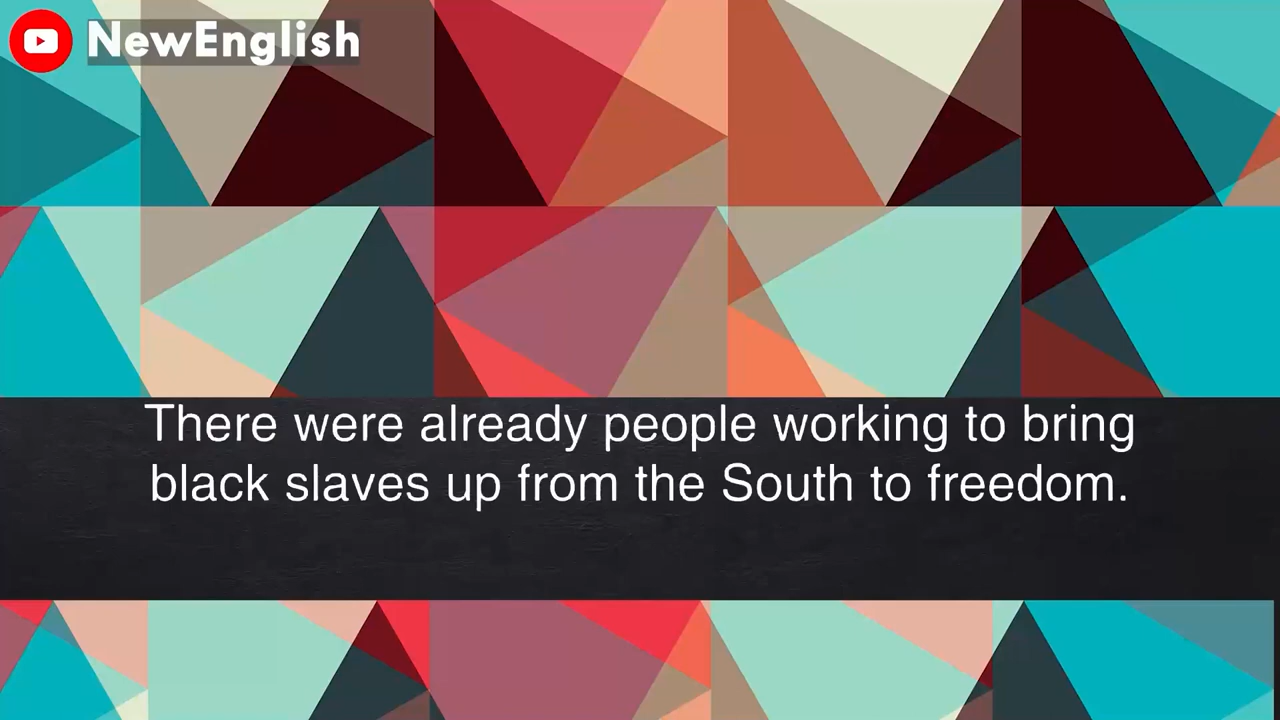 NewEnglish
There were already people working to bring
black slaves up from the South to freedom.